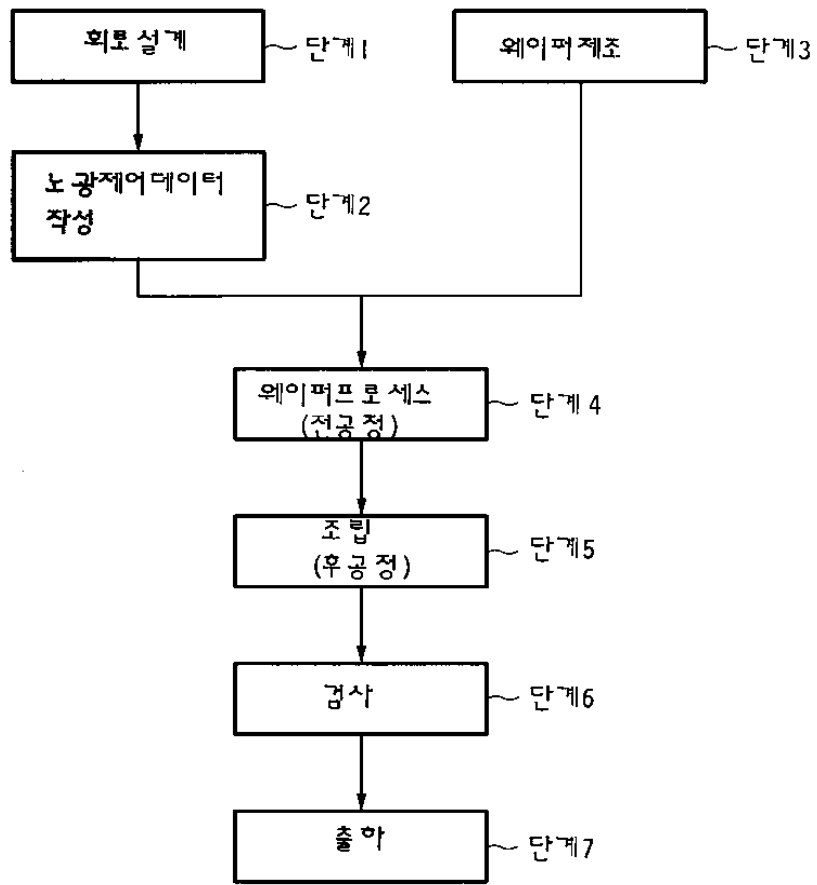 회로설계
단계1
웨이퍼제조
단계3
노광제어데이터
작성
단계2
웨이퍼프로세스
(전공정)
단계4
조립
(후공정)
단계5
검사
단계6
출하
단계7